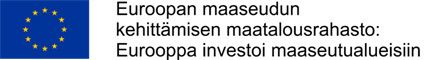 Euroopan maaseudun
kehittämisen maatalousrahasto:
Eurooppa investoi maaseutualueisiin